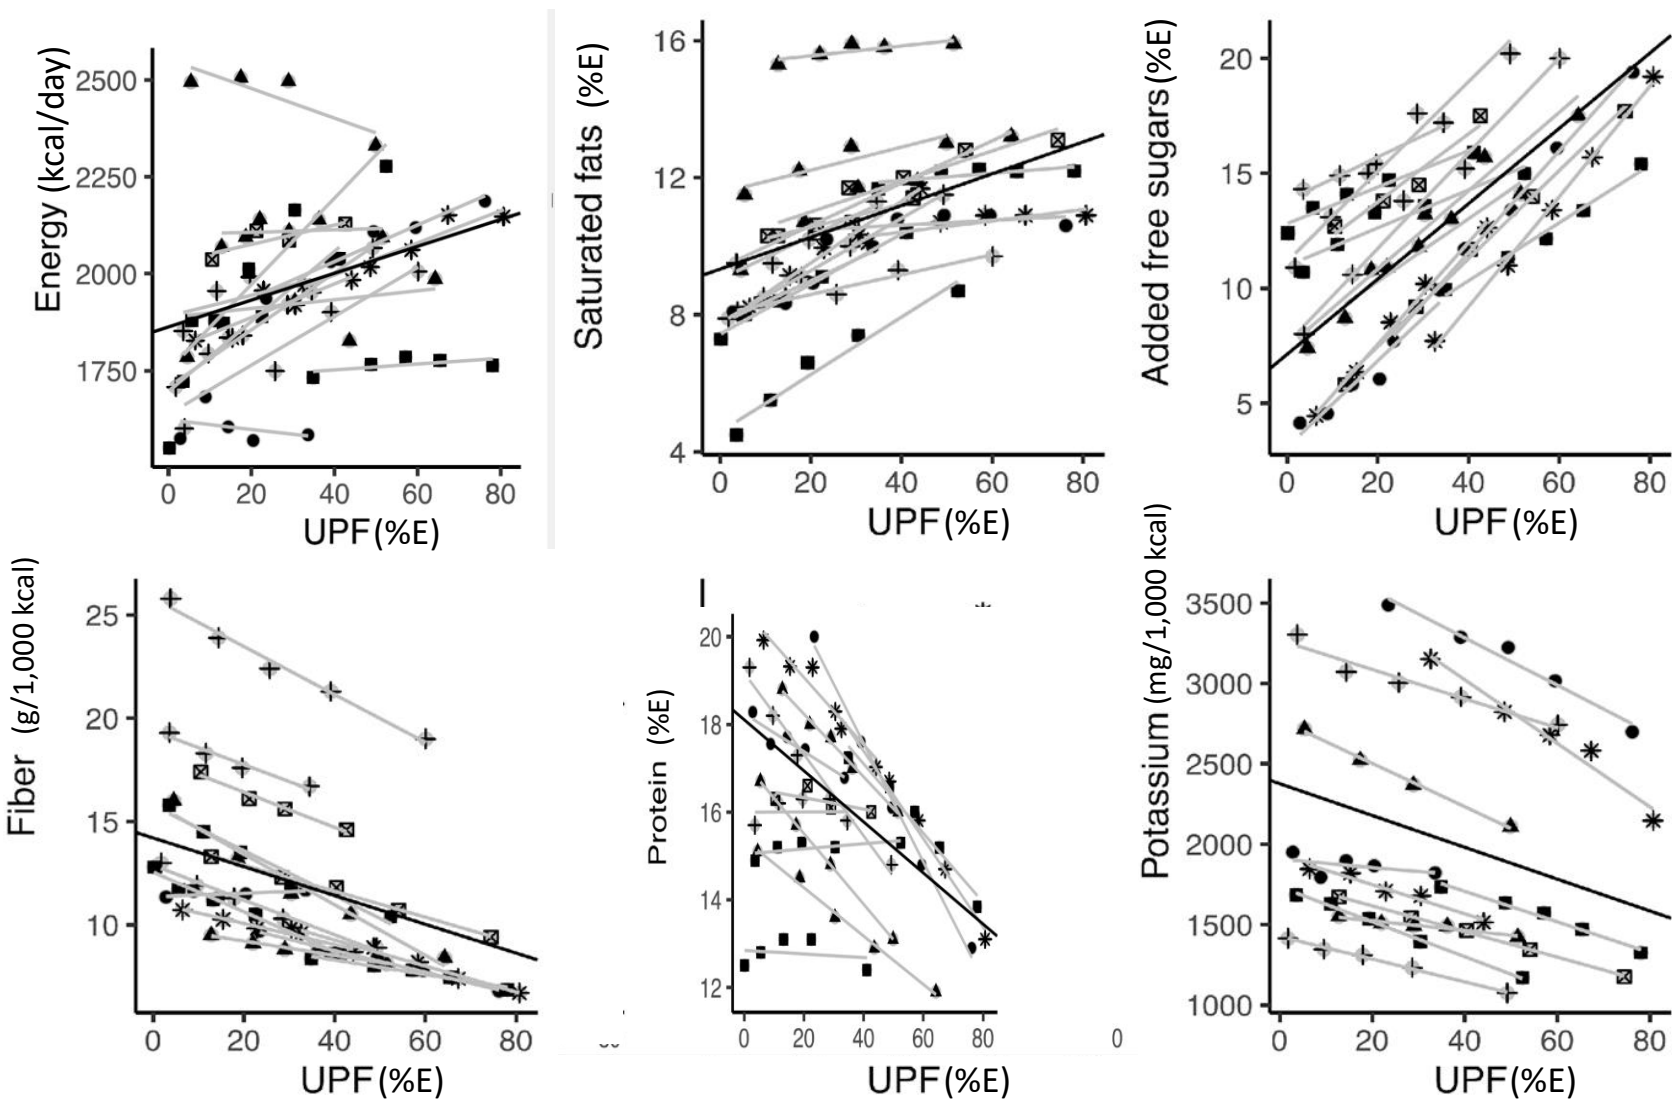 Energy (kcal/day)
2500
2250
2000
1750
0 20 40 60 80
UPF(%E)
Saturated fats (%E)
16
12
8
4
0 20 40 60 80
UPF(%E)
Added free sugars(%E)
20
15
10
5
0 20 40 60 80
UPF(%E)
Fiber (g/1,000 kcal)
25
20
15
10
0 20 40 60 80
UPF(%E)
Protein (%E)
20
18
16
14
12
0 20 40 60 80
0
UPF(%E)
Potassium (mg/1,000 kcal)
3500
3000
2500
2000
1500
1000
0 20 40 60 80
UPF(%E)